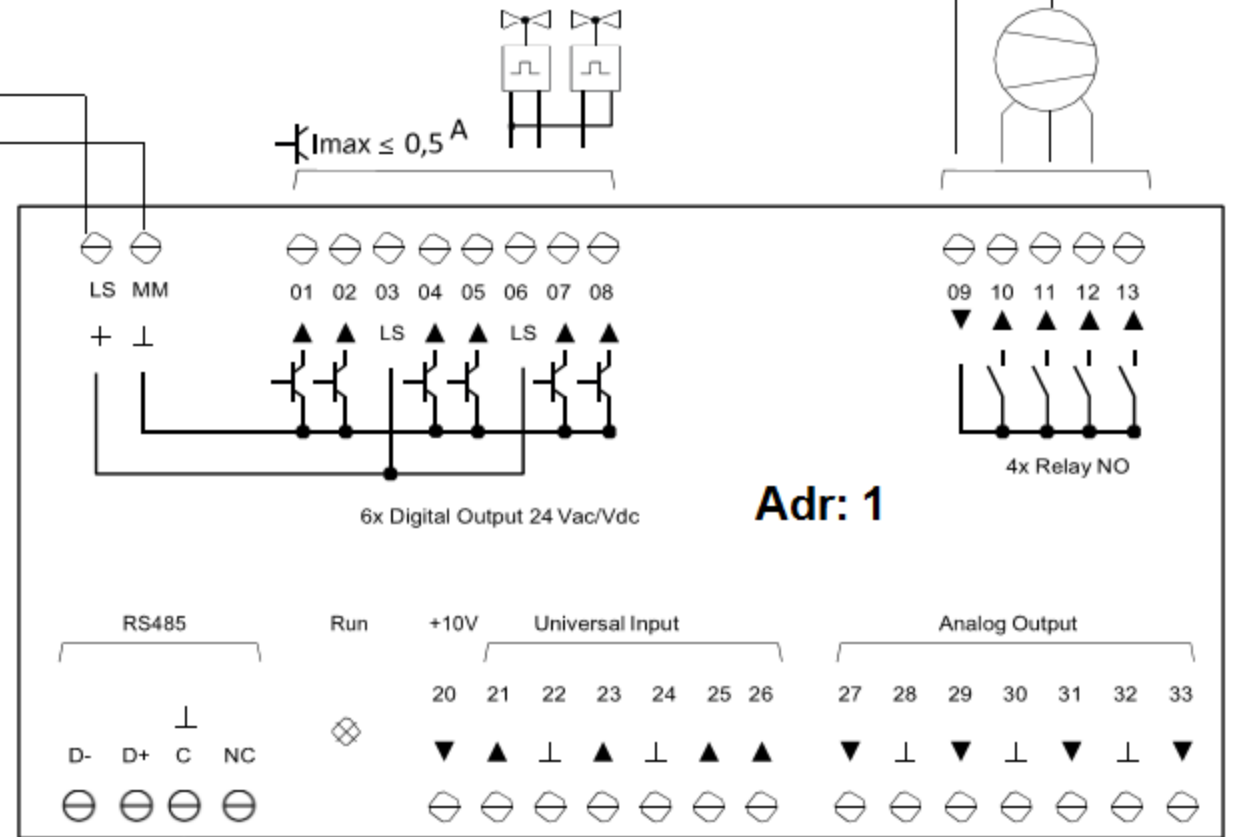 Imax ≤ 0,5 A
LS MM 01 02 03 04 05 06 07 08 09 10 11 12 13
+ ⊥ LS LS
4x Relay NO
Adr: 1
6x Digital Output 24 Vac/Vdc
RS485 Run +10V Universal Input Analog Output
20 21 22 23 24 25 26 27 28 29 30 31 32 33
⊥
D- D+ C NC ⊥ ⊥ ⊥ ⊥ ⊥